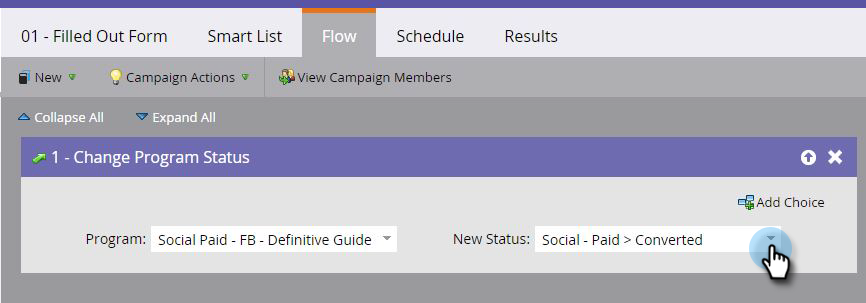 01 - Filled Out Form Smart List Flow Schedule Results
New Campaign Actions View Campaign Members
Collapse All Expand All
1 - Change Program Status
Add Choice
Program: Social Paid - FB - Definitive Guide New Status: Social - Paid > Converted